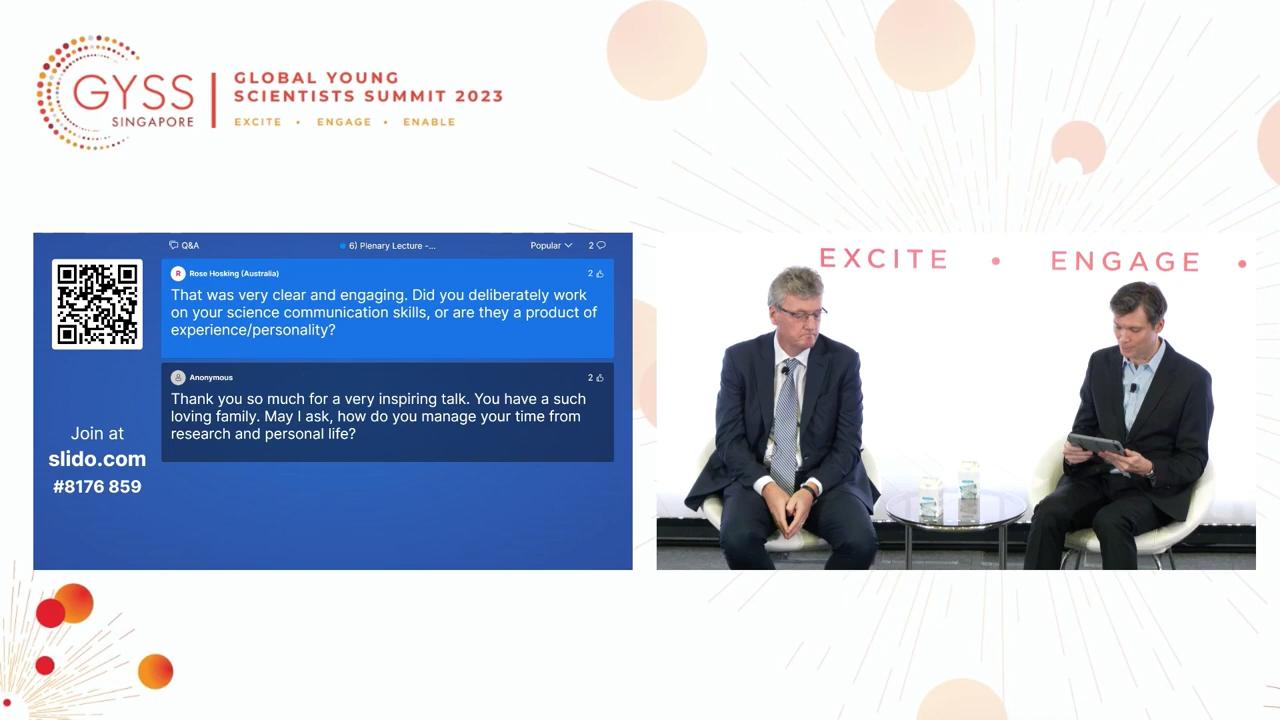 GYSS
SINGAPORE
GLOBAL YOUNG
SCIENTISTS SUMMIT 2023
EXCITE • ENGAGE • ENABLE
Q&A
6) Plenary Lecture -...
Popular
2
R
Rose Hosking (Australia)
2
That was very clear and engaging. Did you deliberately work
on your science communication skills, or are they a product of
experience/personality?
Anonymous
2
Thank you so much for a very inspiring talk. You have a such
loving family. May I ask, how do you manage your time from
research and personal life?
Join at
slido.com
#8176 859
EXCITE • ENGAGE •